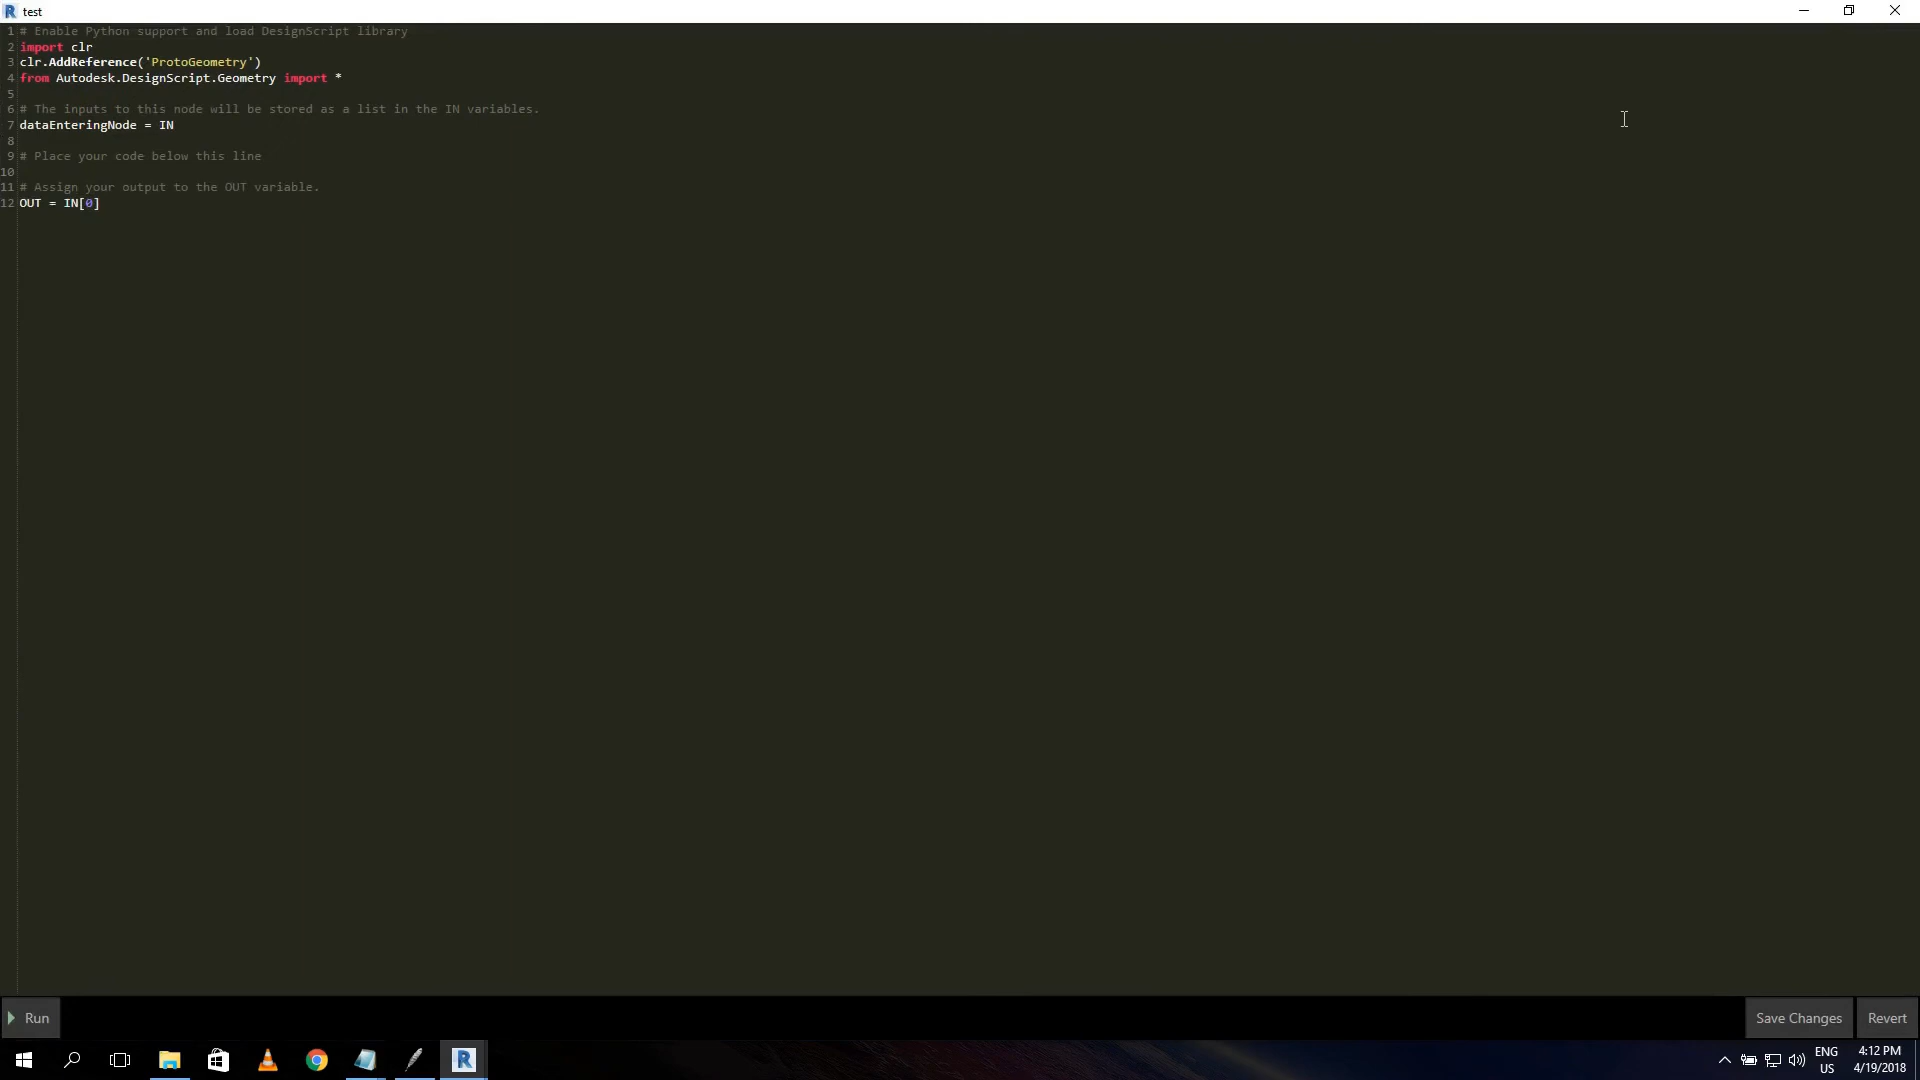 R test
1 # Enable Python support and load DesignScript library
2 import clr
3 clr.AddReference('ProtoGeometry')
4 from Autodesk.DesignScript.Geometry import *
5
6 # The inputs to this node will be stored as a list in the IN variables.
7 dataEnteringNode = IN
8
9 # Place your code below this line
10
11 # Assign your output to the OUT variable.
12 OUT = IN[0]
Run
Save Changes
Revert
R
ENG
US
4:12 PM
4/19/2018